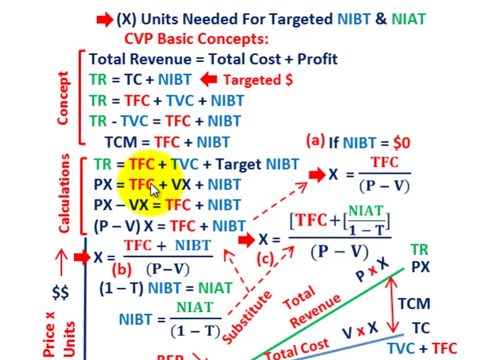 (X) Units Needed For Targeted NIBT & NIAT
CVP Basic Concepts:
Total Revenue = Total Cost + Profit
TR = TC + NIBT Targeted $
TR = TFC + TVC + NIBT
TR - TVC = TFC + NIBT
TCM = TFC + NIBT
Concept
(a) If NIBT = $0
X = TFC / (P – V)
TR = TFC + TVC + Target NIBT
PX = TFC + VX + NIBT
PX – VX = TFC + NIBT
(P – V) X = TFC + NIBT
Calculations
X = TFC + NIBT / (P–V)
(b)
X = [TFC+[NIAT / 1 – T)] / (P – V)
(c)
(1 – T) NIBT = NIAT
NIBT = NIAT / (1 – T)
Substitute
$$
Price x
Units
Total
Revenue
P x X
TR
PX
TCM
TC
TVC + TFC
V x X
Total Cost
BEP